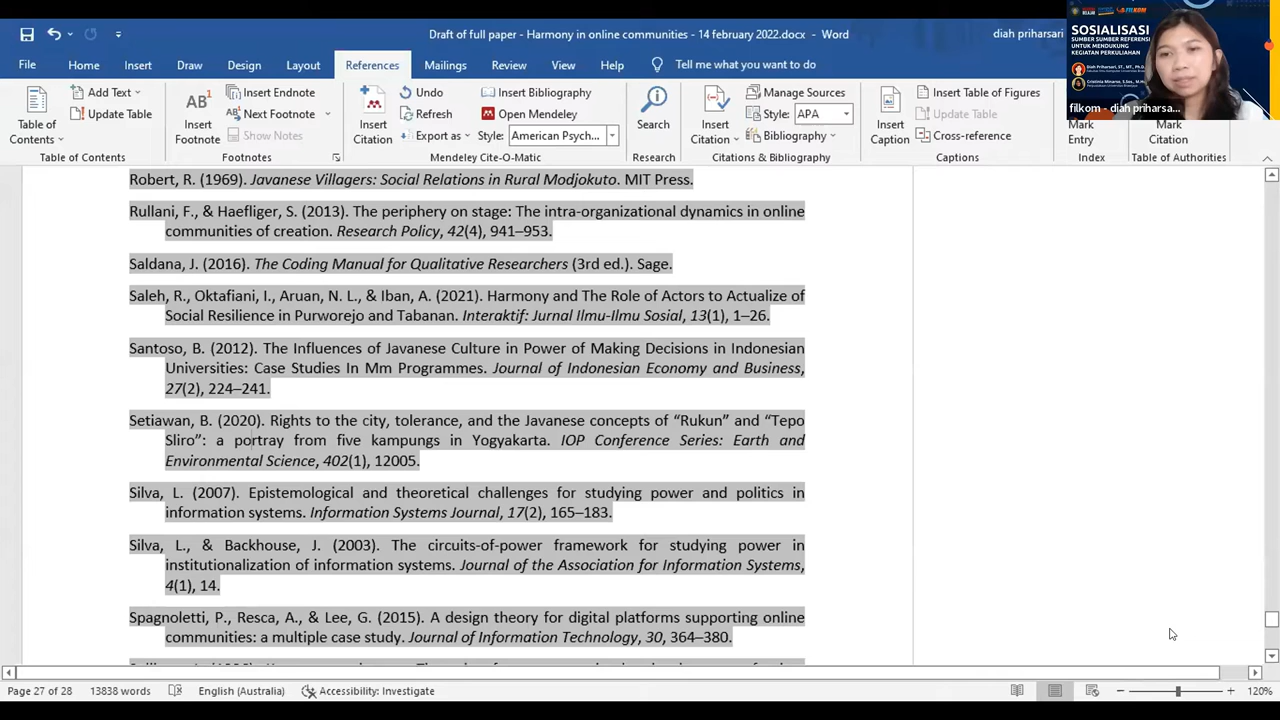 Draft of full paper - Harmony in online communities - 14 february 2022.docx - Word
diah priharsari
File Home Insert Draw Design Layout References Mailings Review View Help Tell me what you want to do
Table of Contents
Add Text
Update Table
Table of Contents
AB1
Insert Footnote
Insert Endnote
Next Footnote
Show Notes
Footnotes
Insert Citation
Undo
Refresh
Export as
Insert Bibliography
Open Mendeley
Style: American Psych...
Mendeley Cite-O-Matic
Search
Research
Insert Citation
Manage Sources
Style: APA
Bibliography
Citations & Bibliography
Insert Caption
Insert Table of Figures
Update Table
Cross-reference
Captions
Mark Entry
Index
Mark Citation
Table of Authorities
FILKOM
SOSIALISASI
SUMBER SUMBER REFERENSI
UNTUK MENDUKUNG
KEGIATAN PERKULIAHAN
Diah Priharsari, ST., MT., Ph.D.
filkom - diah priharsa...
Robert, R. (1969). Javanese Villagers: Social Relations in Rural Modjokuto. MIT Press.
Rullani, F., & Haefliger, S. (2013). The periphery on stage: The intra-organizational dynamics in online
communities of creation. Research Policy, 42(4), 941–953.
Saldana, J. (2016). The Coding Manual for Qualitative Researchers (3rd ed.). Sage.
Saleh, R., Oktafiani, I., Aruan, N. L., & Iban, A. (2021). Harmony and The Role of Actors to Actualize of
Social Resilience in Purworejo and Tabanan. Interaktif: Jurnal Ilmu-Ilmu Sosial, 13(1), 1–26.
Santoso, B. (2012). The Influences of Javanese Culture in Power of Making Decisions in Indonesian
Universities: Case Studies In Mm Programmes. Journal of Indonesian Economy and Business,
27(2), 224–241.
Setiawan, B. (2020). Rights to the city, tolerance, and the Javanese concepts of “Rukun” and “Tepo
Sliro”: a portray from five kampungs in Yogyakarta. IOP Conference Series: Earth and
Environmental Science, 402(1), 12005.
Silva, L. (2007). Epistemological and theoretical challenges for studying power and politics in
information systems. Information Systems Journal, 17(2), 165–183.
Silva, L., & Backhouse, J. (2003). The circuits-of-power framework for studying power in
institutionalization of information systems. Journal of the Association for Information Systems,
4(1), 14.
Spagnoletti, P., Resca, A., & Lee, G. (2015). A design theory for digital platforms supporting online
communities: a multiple case study. Journal of Information Technology, 30, 364–380.
Page 27 of 28 13838 words English (Australia) Accessibility: Investigate 120%